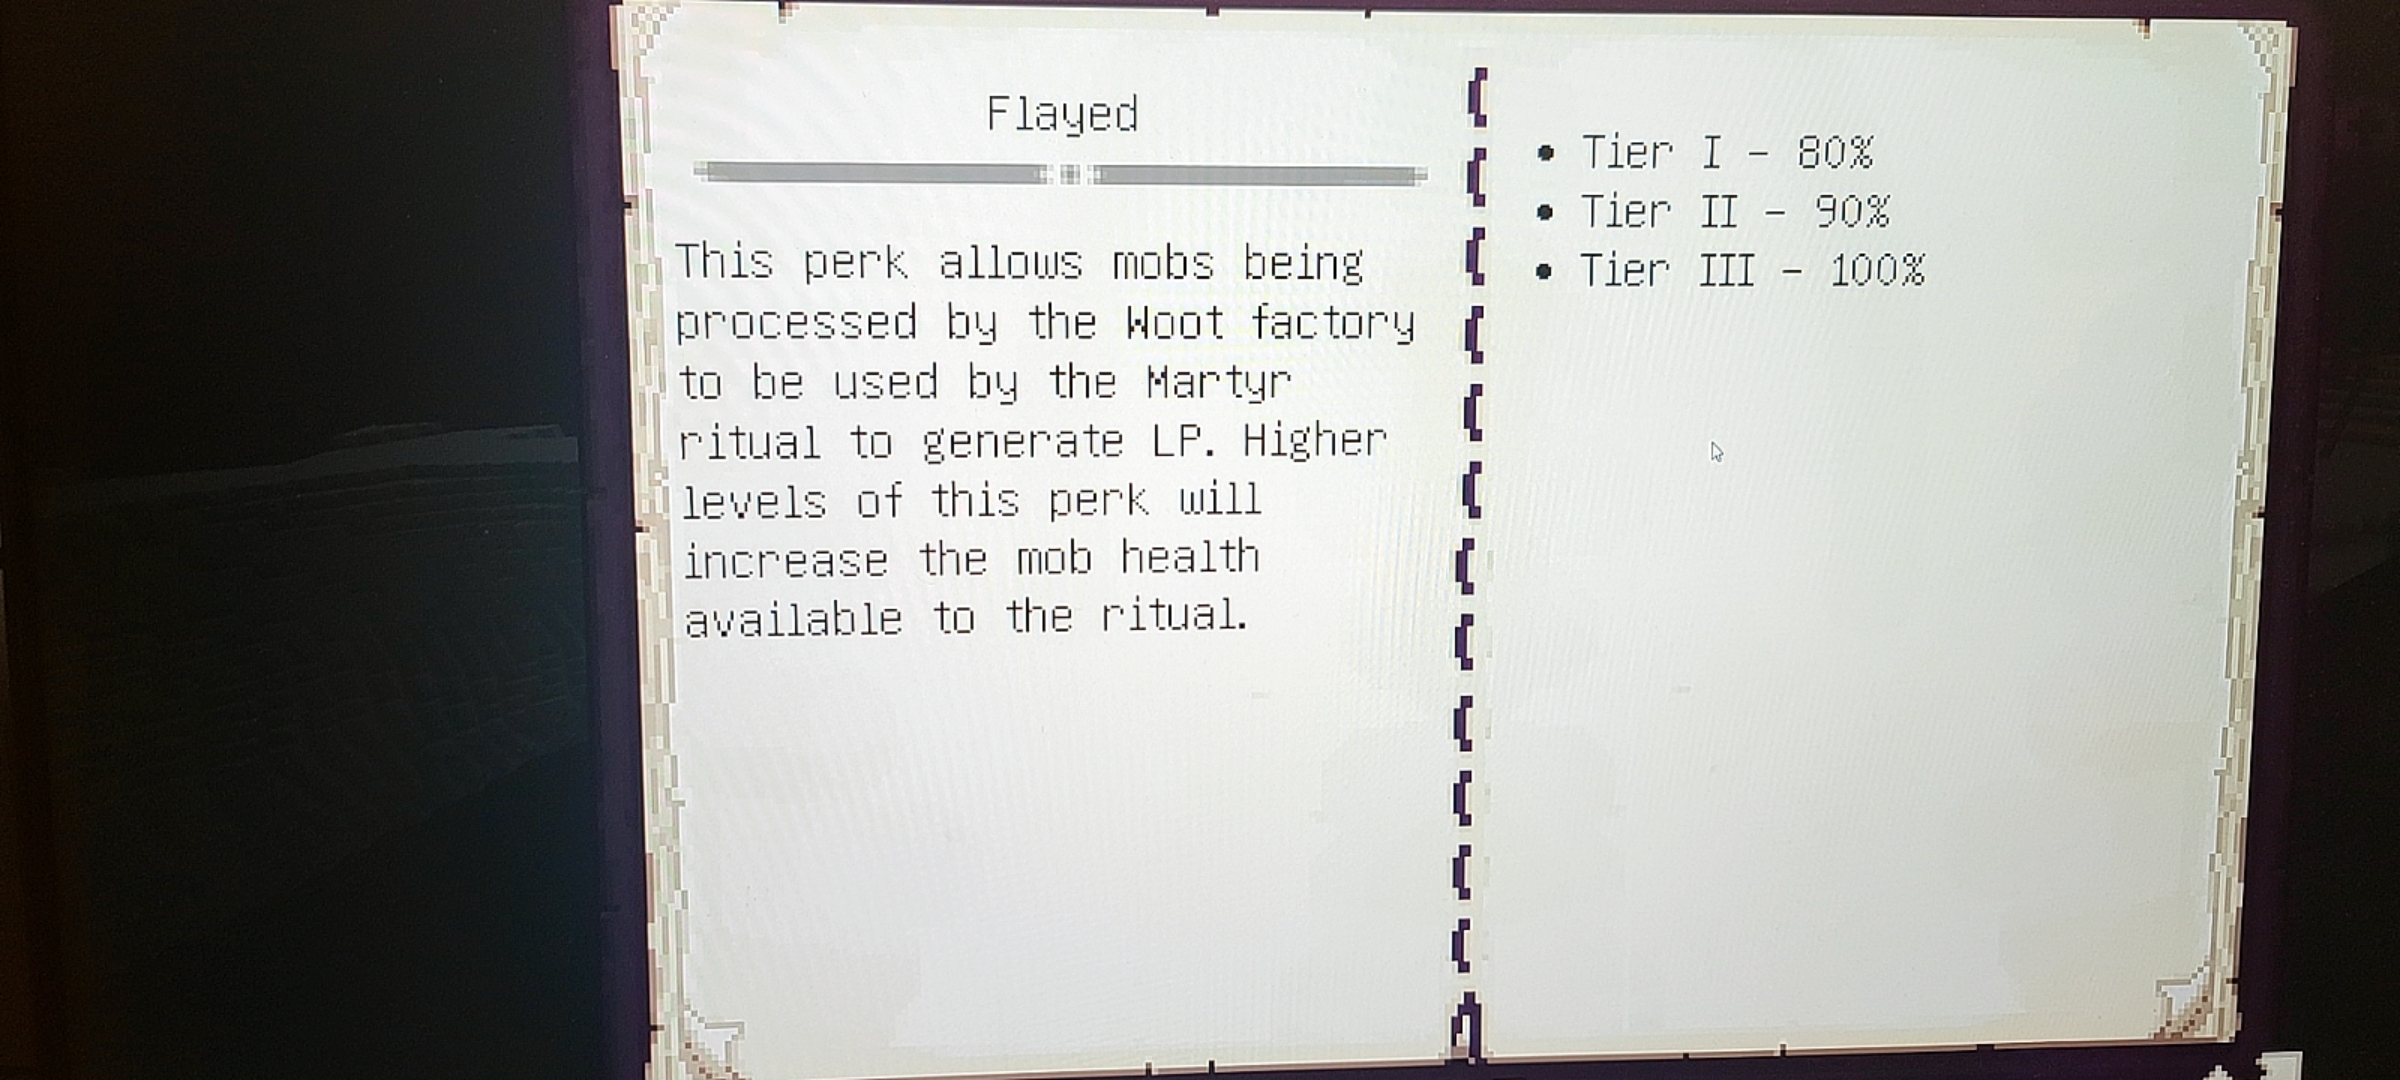 Flayed
This perk allows mobs being
processed by the Woot factory
to be used by the Martyr
ritual to generate LP. Higher
levels of this perk will
increase the mob health
available to the ritual.
• Tier I - 80%
• Tier II - 90%
• Tier III - 100%